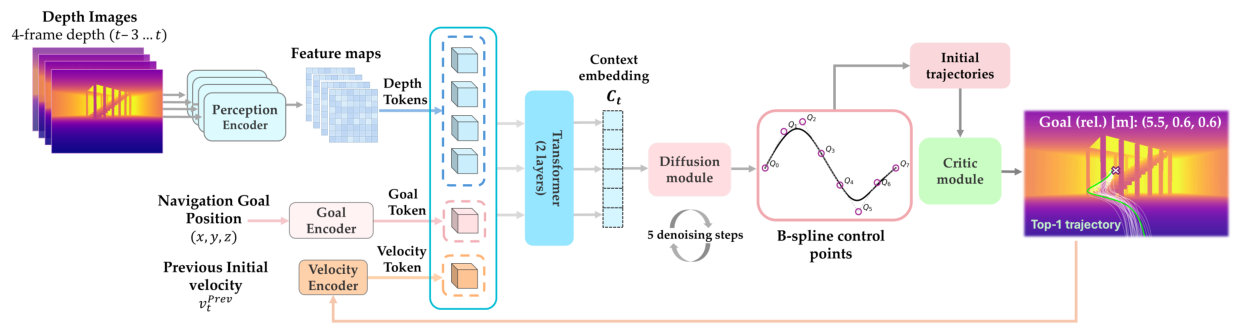 Depth Images
4-frame depth (t– 3 ... t)
Perception
Encoder
Feature maps
Depth
Tokens
Navigation Goal
Position
(x, y, z)
Goal
Encoder
Goal
Token
Previous Initial
velocity
v_t^Prev
Velocity
Encoder
Velocity
Token
Transformer
(2 layers)
Context
embedding
C_t
Diffusion
module
5 denoising steps
Q0
Q1
Q2
Q3
Q4
Q5
Q6
Q7
B-spline control
points
Initial
trajectories
Critic
module
Goal (rel.) [m]: (5.5, 0.6, 0.6)
Top-1 trajectory